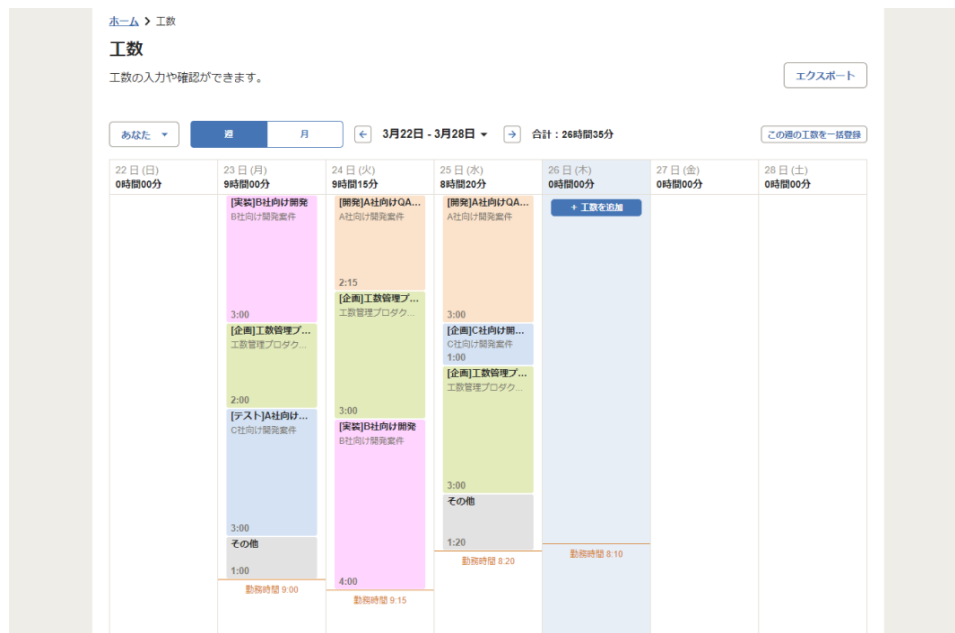 ホーム > 工数
工数
工数の入力や確認ができます。
エクスポート
あなた
週
月
← 3月22日 - 3月28日 → 合計：26時間35分
この週の工数を一括登録
22日(日)
0時間00分
23日(月)
9時間00分
24日(火)
9時間15分
25日(水)
8時間20分
26日(木)
0時間00分
27日(金)
0時間00分
28日(土)
0時間00分
[実装]B社向け開発
B社向け開発案件
3:00
[企画]工数管理プ...
工数管理プロダク...
2:00
[テスト]A社向け...
C社向け開発案件
3:00
その他
1:00
勤務時間 9:00
[開発]A社向けQA...
A社向け開発案件
2:15
[企画]工数管理プ...
工数管理プロダク...
3:00
[実装]B社向け開発
B社向け開発案件
4:00
勤務時間 9:15
[開発]A社向けQA...
A社向け開発案件
3:00
[企画]C社向け開...
C社向け開発案件
1:00
[企画]工数管理プ...
工数管理プロダク...
3:00
その他
1:20
勤務時間 8:20
+ 工数を追加
勤務時間 8:10